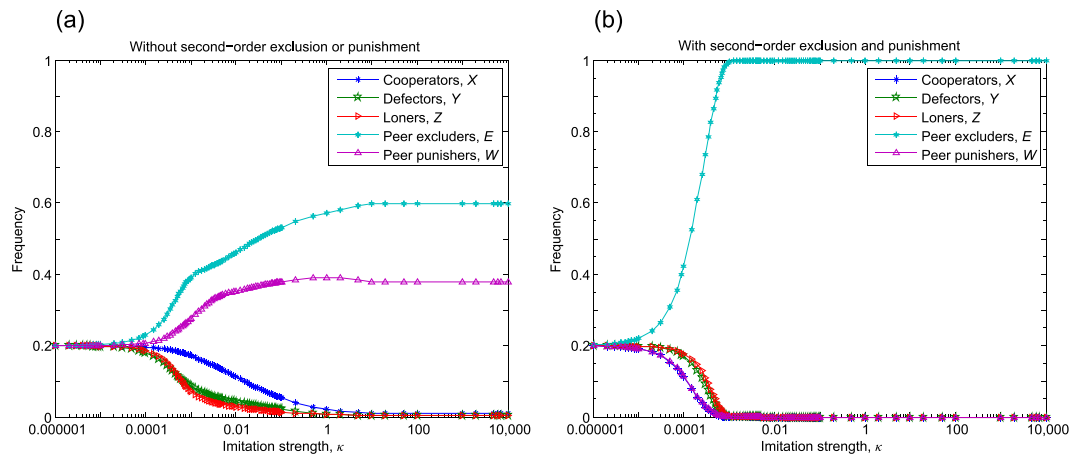 (a)
Without second−order exclusion or punishment
1
0.8
0.6
0.4
0.2
0
Frequency
Cooperators, X
Defectors, Y
Loners, Z
Peer excluders, E
Peer punishers, W
0.000001
0.0001
0.01
1
100
10,000
Imitation strength, κ
(b)
With second−order exclusion and punishment
1
0.8
0.6
0.4
0.2
0
Frequency
Cooperators, X
Defectors, Y
Loners, Z
Peer excluders, E
Peer punishers, W
0.000001
0.0001
0.01
1
100
10,000
Imitation strength, κ